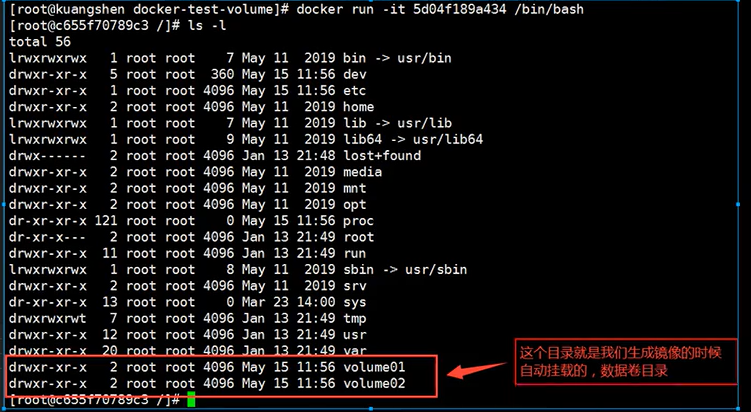 [root@kuangshen docker-test-volume]# docker run -it 5d04f189a434 /bin/bash
[root@c655f70789c3 /]# ls -l
total 56
lrwxrwxrwx   1 root root    7 May 11  2019 bin -> usr/bin
drwxr-xr-x   5 root root  360 May 15 11:56 dev
drwxr-xr-x   1 root root 4096 May 15 11:56 etc
drwxr-xr-x   2 root root 4096 May 11  2019 home
lrwxrwxrwx   1 root root    7 May 11  2019 lib -> usr/lib
lrwxrwxrwx   1 root root    9 May 11  2019 lib64 -> usr/lib64
drwx------   2 root root 4096 Jan 13 21:48 lost+found
drwxr-xr-x   2 root root 4096 May 11  2019 media
drwxr-xr-x   2 root root 4096 May 11  2019 mnt
drwxr-xr-x   2 root root 4096 May 11  2019 opt
dr-xr-xr-x 121 root root    0 May 15 11:56 proc
dr-xr-x---   2 root root 4096 Jan 13 21:49 root
drwxr-xr-x  11 root root 4096 Jan 13 21:49 run
lrwxrwxrwx   1 root root    8 May 11  2019 sbin -> usr/sbin
drwxr-xr-x   2 root root 4096 May 11  2019 srv
dr-xr-xr-x  13 root root    0 Mar 23 14:00 sys
drwxrwxrwt   7 root root 4096 Jan 13 21:49 tmp
drwxr-xr-x  12 root root 4096 Jan 13 21:49 usr
drwxr-xr-x  20 root root 4096 Jan 13 21:49 var
drwxr-xr-x   2 root root 4096 May 15 11:56 volume01
drwxr-xr-x   2 root root 4096 May 15 11:56 volume02
[root@c655f70789c3 /]#
这个目录就是我们生成镜像的时候
自动挂载的，数据卷目录